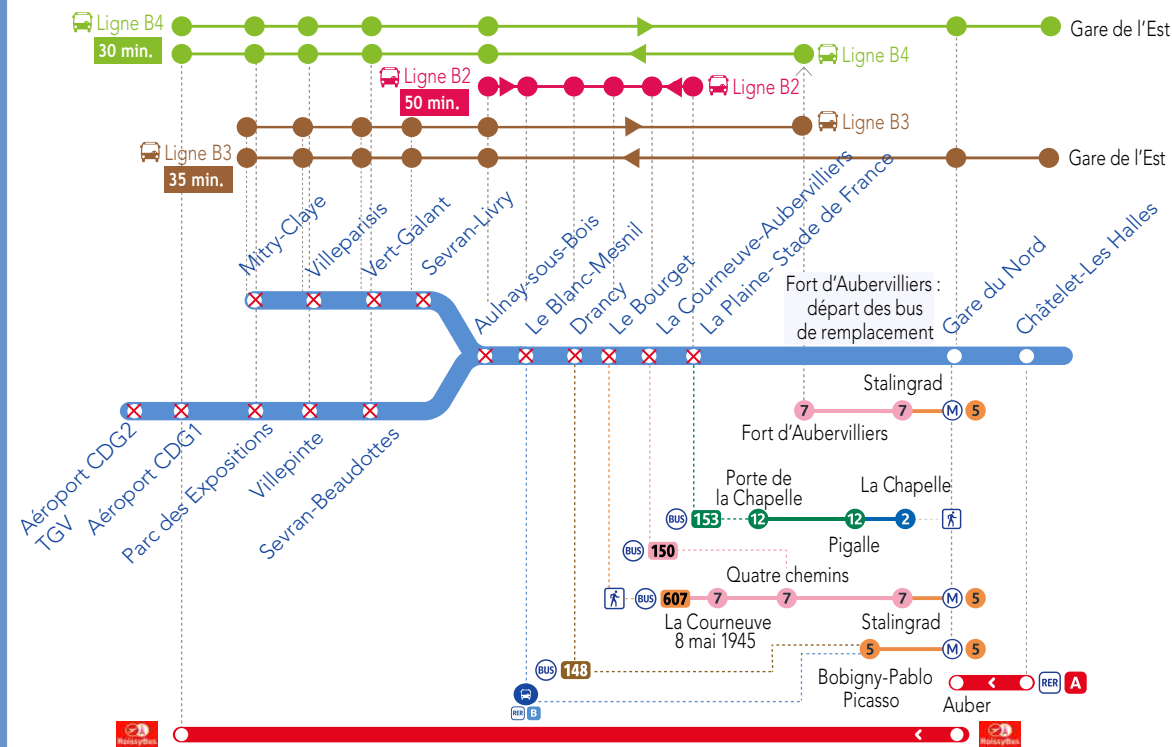 Ligne B4
30 min.
Gare de l'Est
Ligne B4
Ligne B2
50 min.
Ligne B2
Ligne B3
Ligne B3
35 min.
Gare de l'Est
Mitry-Claye
Villeparisis
Vert-Galant
Sevran-Livry
Aulnay-sous-Bois
Le Blanc-Mesnil
Drancy
Le Bourget
La Courneuve-Aubervilliers
La Plaine- Stade de France
Fort d'Aubervilliers :
départ des bus
de remplacement
Gare du Nord
Châtelet-Les Halles
Aéroport CDG2
TGV
Aéroport CDG1
Parc des Expositions
Villepinte
Sevran-Beaudottes
Stalingrad
7 7 M 5
Fort d'Aubervilliers
Porte de
la Chapelle
La Chapelle
BUS 153 12 12 2
Pigalle
BUS 150
Quatre chemins
BUS 607 7 7 7 M 5
La Courneuve
8 mai 1945
Stalingrad
BUS 148
5 M 5
Bobigny-Pablo
Picasso
RER B
RER A
Auber
RoissyBus
RoissyBus